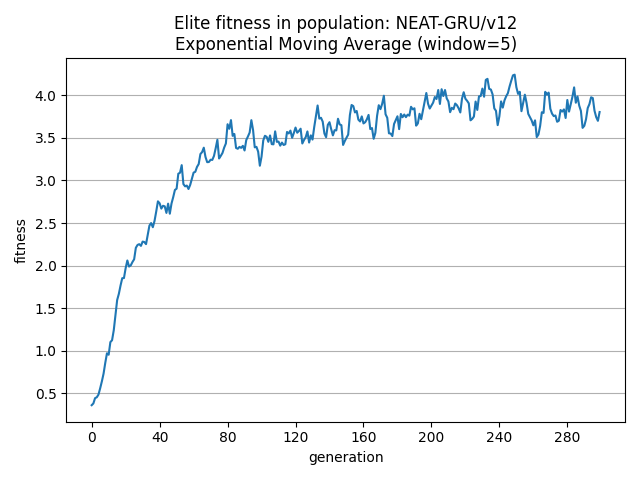 Elite fitness in population: NEAT-GRU/v12
Exponential Moving Average (window=5)
fitness
4.0
3.5
3.0
2.5
2.0
1.5
1.0
0.5
0 40 80 120 160 200 240 280
generation